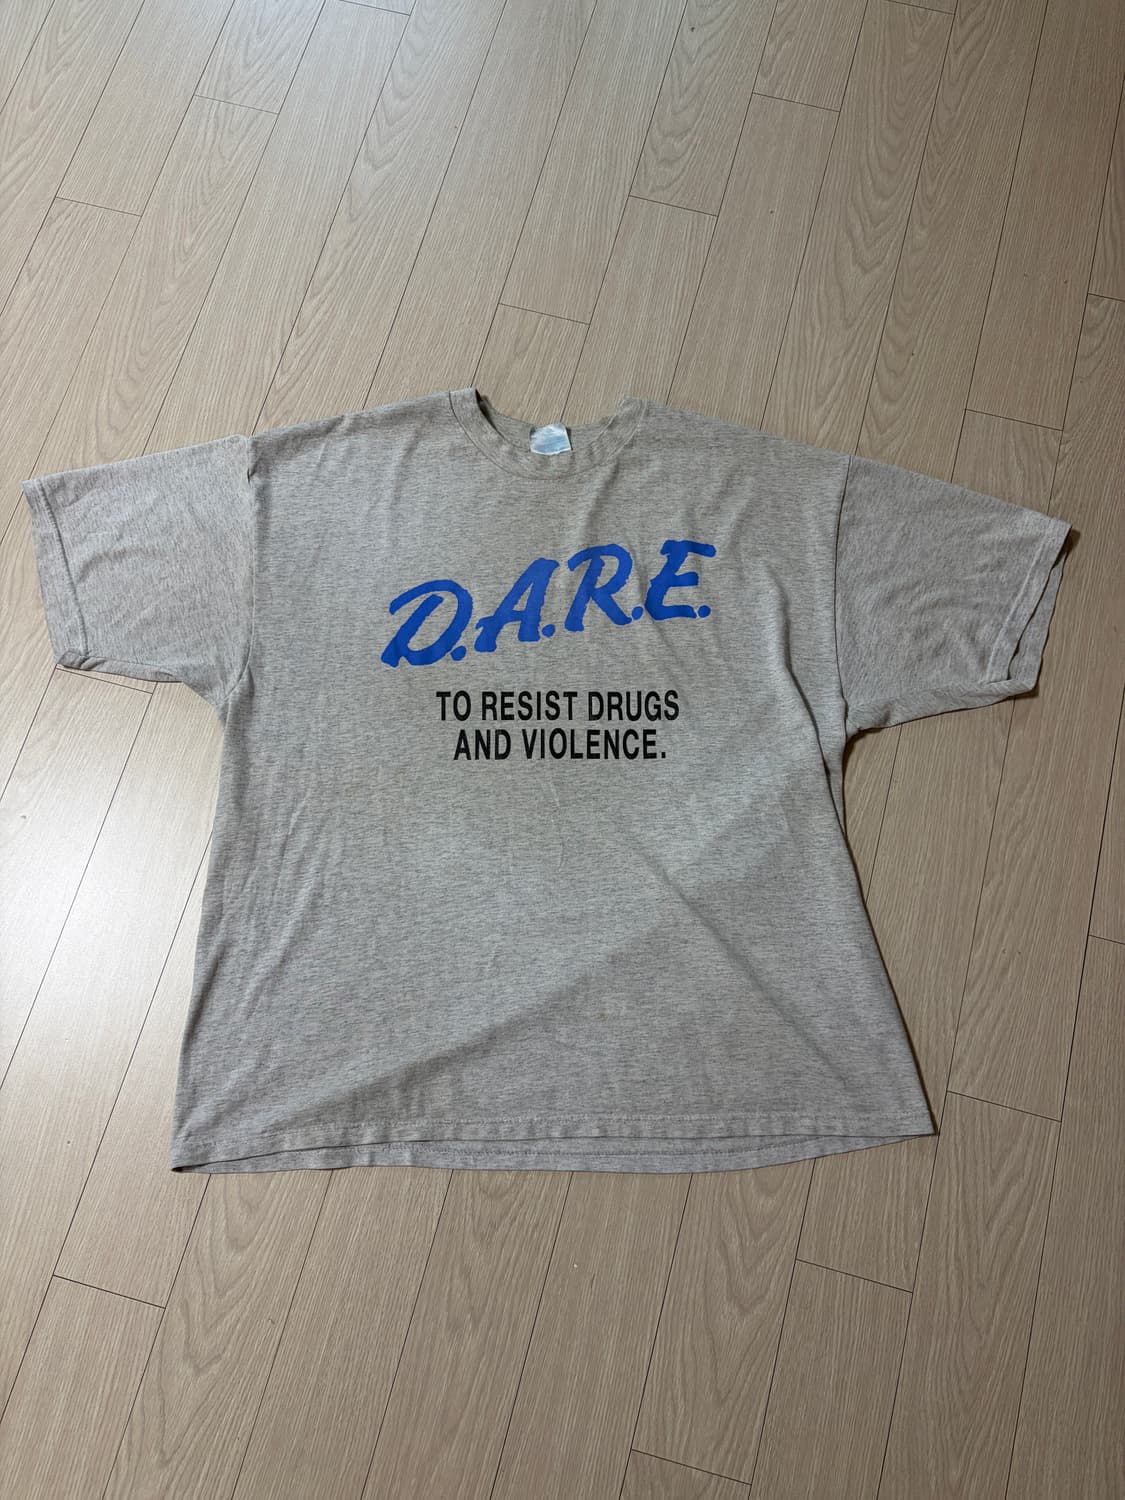 D.A.R.E.
TO RESIST DRUGS
AND VIOLENCE.